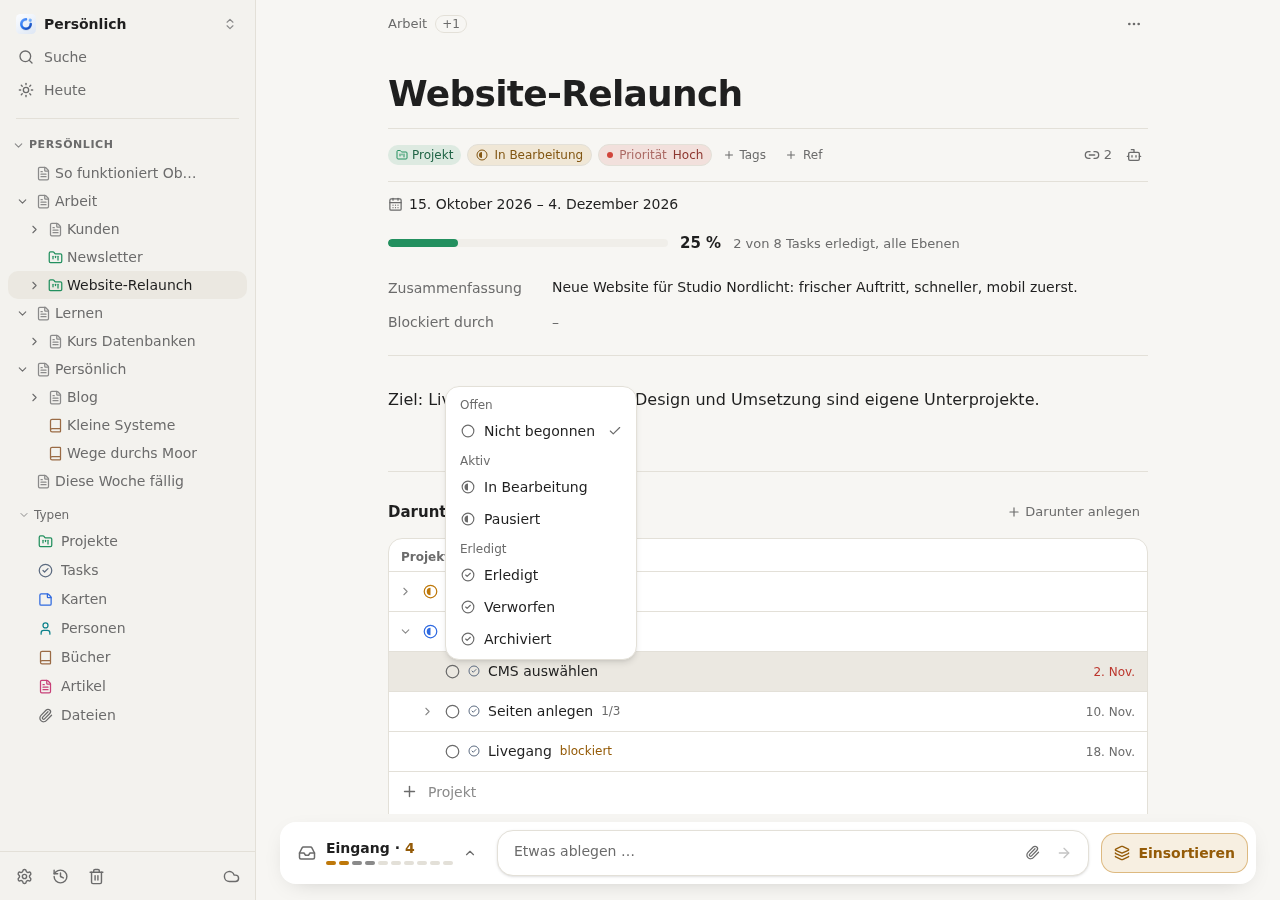 Persönlich
Suche
Heute
PERSÖNLICH
So funktioniert Ob…
Arbeit
Kunden
Newsletter
Website-Relaunch
Lernen
Kurs Datenbanken
Persönlich
Blog
Kleine Systeme
Wege durchs Moor
Diese Woche fällig
Typen
Projekte
Tasks
Karten
Personen
Bücher
Artikel
Dateien
Arbeit +1
Website-Relaunch
Projekt In Bearbeitung Priorität Hoch + Tags + Ref 2
15. Oktober 2026 – 4. Dezember 2026
25 % 2 von 8 Tasks erledigt, alle Ebenen
Zusammenfassung Neue Website für Studio Nordlicht: frischer Auftritt, schneller, mobil zuerst.
Blockiert durch –
Ziel: Design und Umsetzung sind eigene Unterprojekte.
Offen
Nicht begonnen
Aktiv
In Bearbeitung
Pausiert
Erledigt
Erledigt
Verworfen
Archiviert
+ Darunter anlegen
CMS auswählen 2. Nov.
Seiten anlegen 1/3 10. Nov.
Livegang blockiert 18. Nov.
+ Projekt
Eingang · 4
Etwas ablegen …
Einsortieren